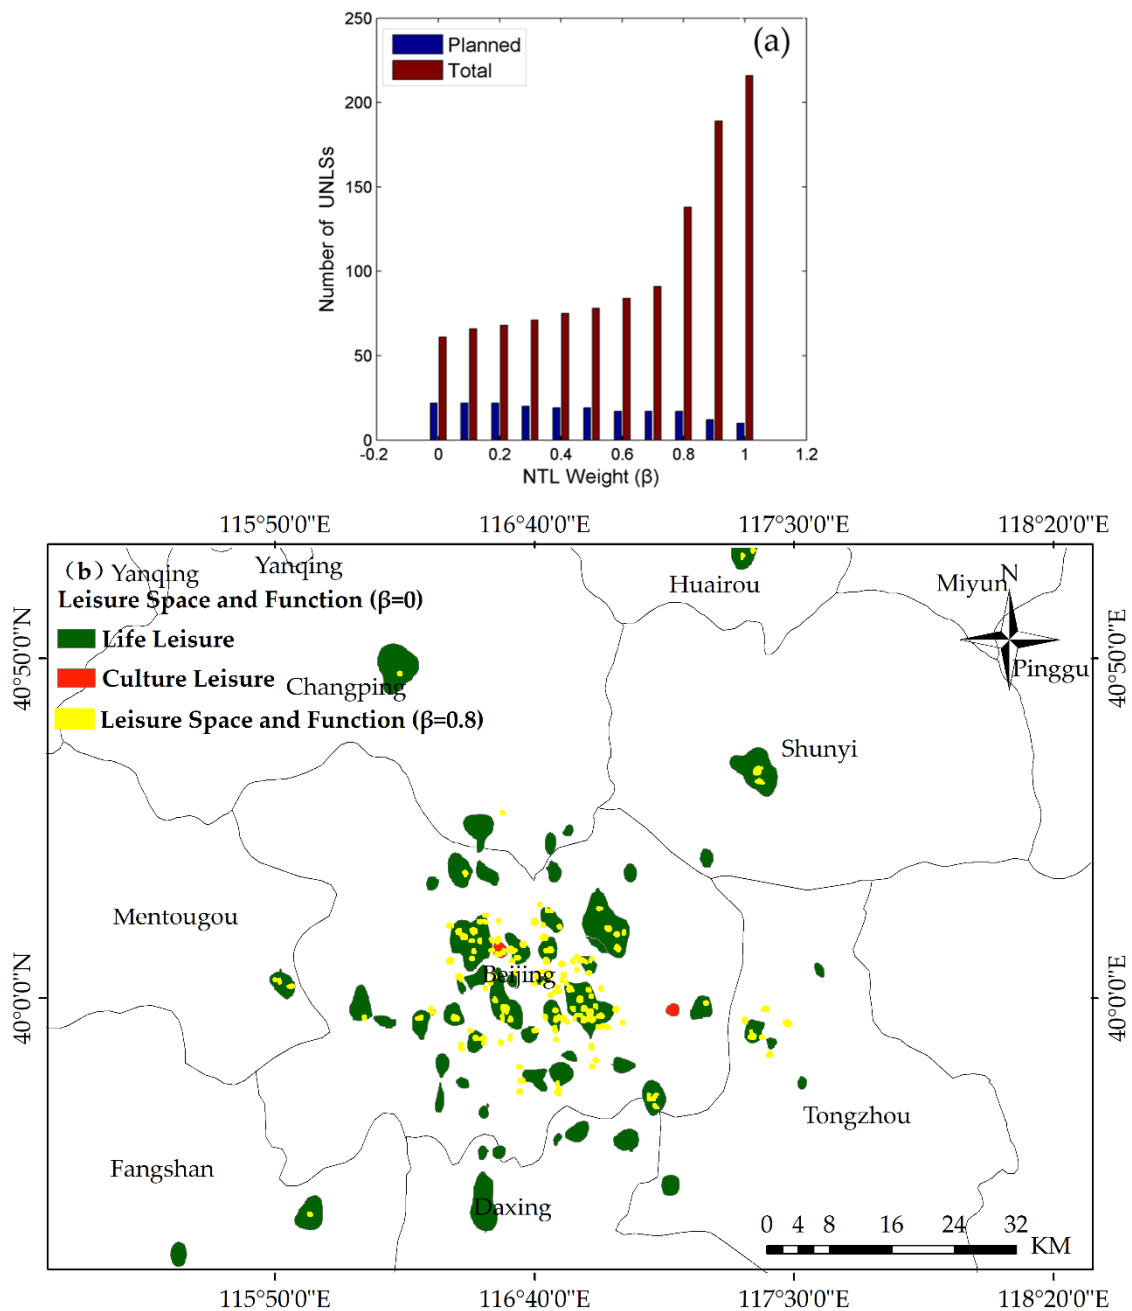 250
(a)
Planned
Total
200
150
100
50
0
Number of UNLSs
-0.2 0 0.2 0.4 0.6 0.8 1 1.2
NTL Weight (β)
115°50'0"E 116°40'0"E 117°30'0"E 118°20'0"E
(b)
Yanqing Yanqing
Huairou
Miyun
N
Leisure Space and Function (β=0)
Life Leisure
Culture Leisure
Leisure Space and Function (β=0.8)
40°50'0"N
40°50'0"E
Pinggu
Changping
Shunyi
Mentougou
Beijing
40°0'0"N
40°0'0"E
Tongzhou
Fangshan
Daxing
0 4 8 16 24 32
KM
115°50'0"E 116°40'0"E 117°30'0"E 118°20'0"E